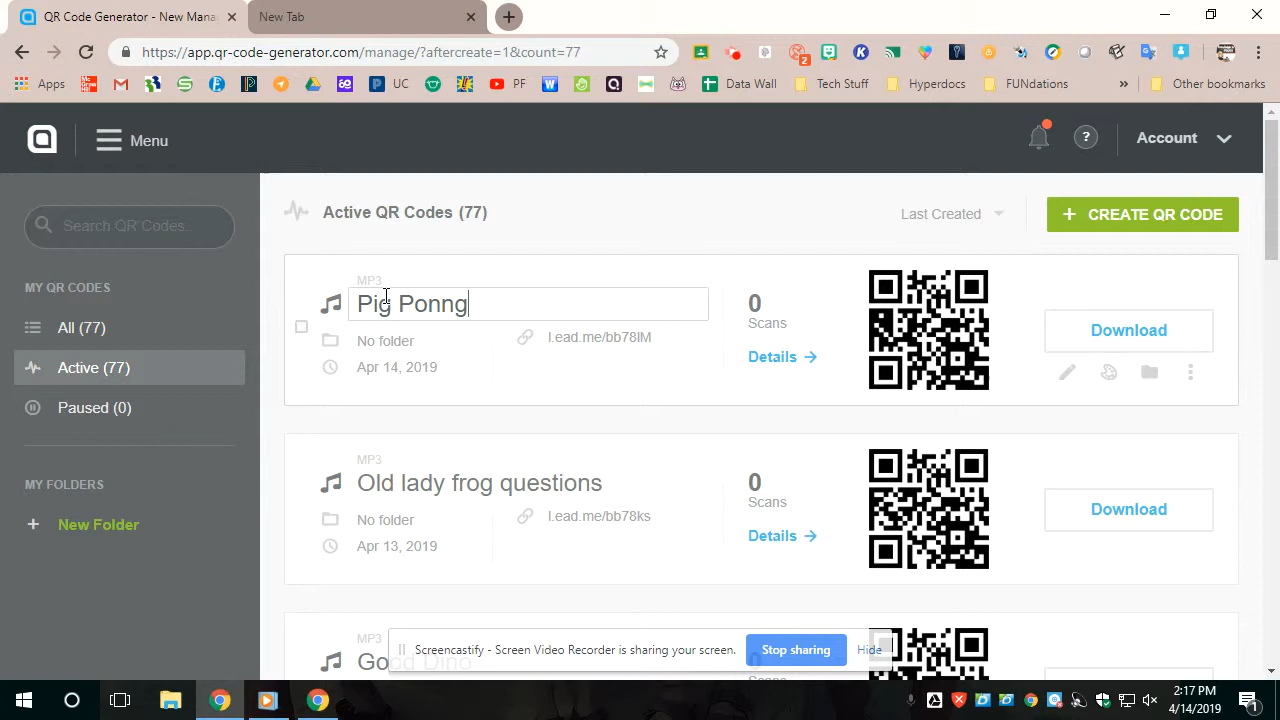 QR Code Generator - New Mana
New Tab
https://app.qr-code-generator.com/manage/?aftercreate=1&count=77
2
Apps
UC
PF
Data Wall
Tech Stuff
Hyperdocs
FUNdations
»
Other bookmarks
Menu
?
Account
Search QR Codes..
MY QR CODES
All (77)
Active (77)
Paused (0)
MY FOLDERS
+ New Folder
Active QR Codes (77)
Last Created
+ CREATE QR CODE
MP3
Pig Ponng
No folder
l.ead.me/bb78lM
Apr 14, 2019
0
Scans
Details →
Download
MP3
Old lady frog questions
No folder
l.ead.me/bb78ks
Apr 13, 2019
0
Scans
Details →
Download
MP3
Good Dino
Screencastify - Screen Video Recorder is sharing your screen.
Stop sharing
Hide
2:17 PM
4/14/2019
1